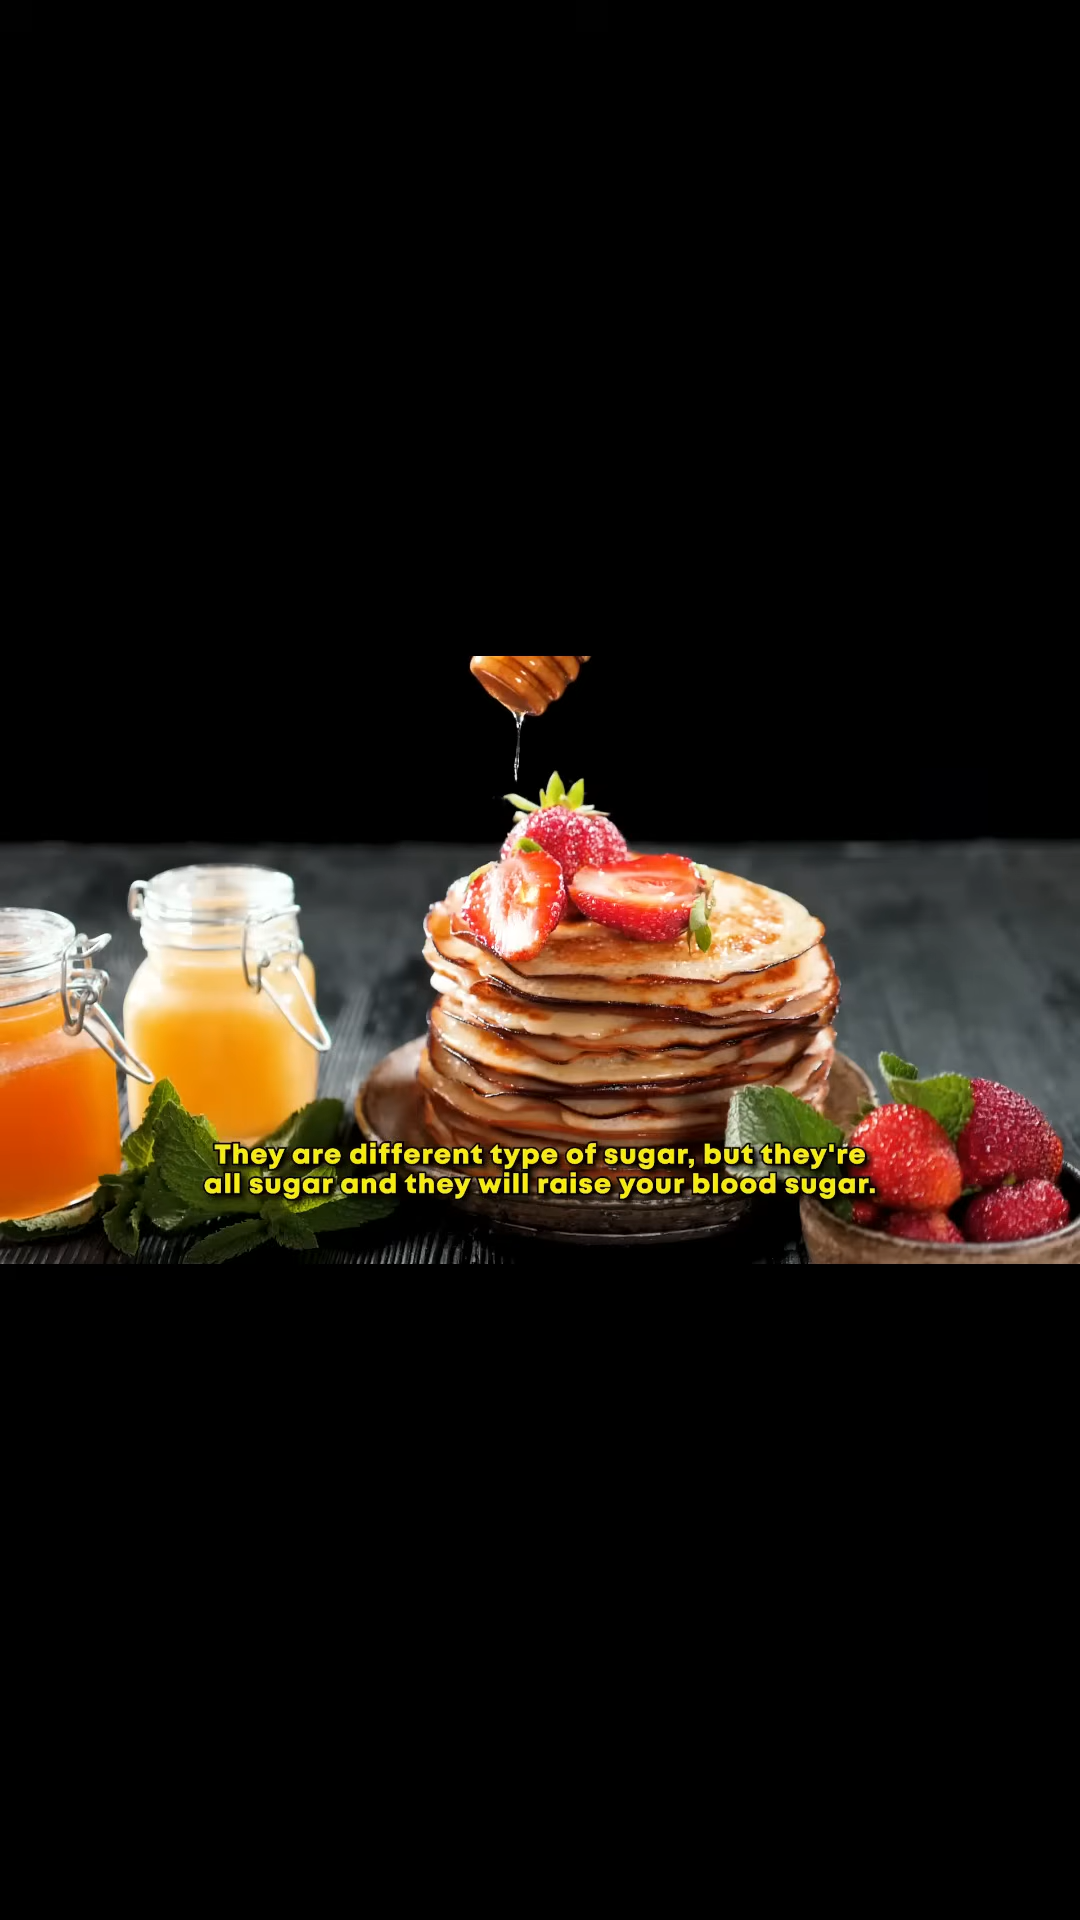 They are different type of sugar, but they're
all sugar and they will raise your blood sugar.